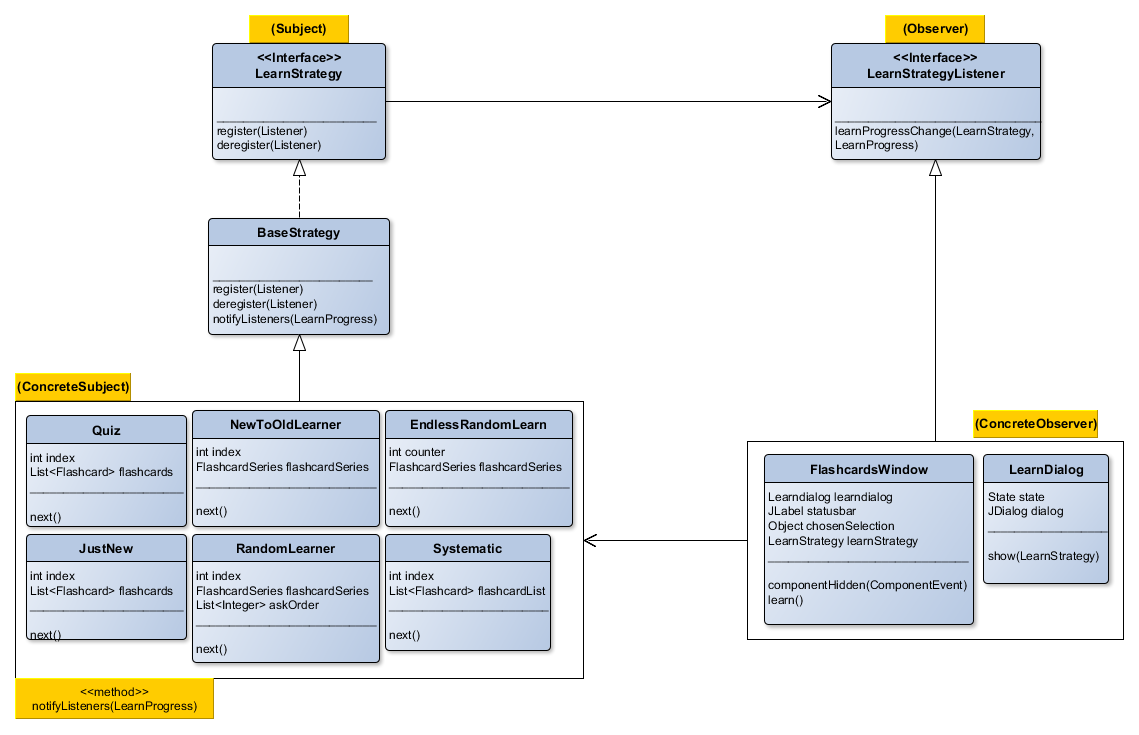 (Subject)
<<Interface>>
LearnStrategy
register(Listener)
deregister(Listener)
(Observer)
<<Interface>>
LearnStrategyListener
learnProgressChange(LearnStrategy,
LearnProgress)
BaseStrategy
register(Listener)
deregister(Listener)
notifyListeners(LearnProgress)
(ConcreteSubject)
Quiz
int index
List<Flashcard> flashcards
next()
NewToOldLearner
int index
FlashcardSeries flashcardSeries
next()
EndlessRandomLearn
int counter
FlashcardSeries flashcardSeries
next()
JustNew
int index
List<Flashcard> flashcards
next()
RandomLearner
int index
FlashcardSeries flashcardSeries
List<Integer> askOrder
next()
Systematic
int index
List<Flashcard> flashcardList
next()
<<method>>
notifyListeners(LearnProgress)
(ConcreteObserver)
FlashcardsWindow
Learndialog learndialog
JLabel statusbar
Object chosenSelection
LearnStrategy learnStrategy
componentHidden(ComponentEvent)
learn()
LearnDialog
State state
JDialog dialog
show(LearnStrategy)